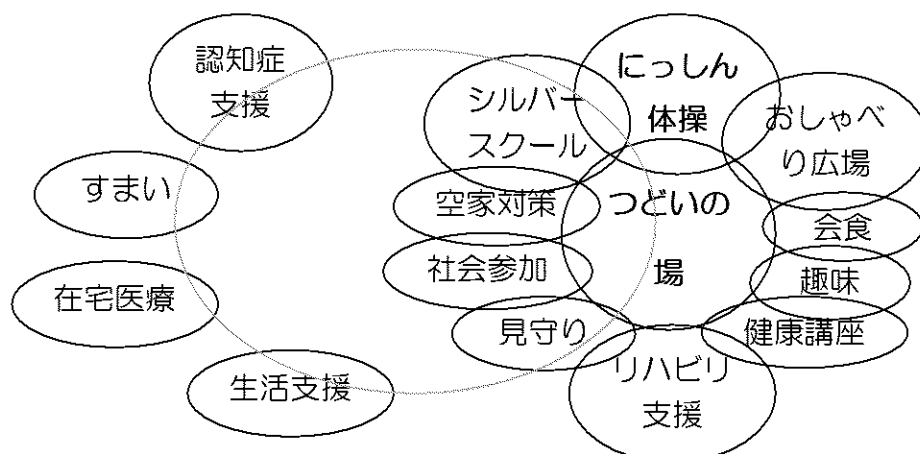 認知症
支援
すまい
在宅医療
生活支援
シルバー
スクール
空家対策
社会参加
見守り
にっしん
体操
つどいの
場
リハビリ
支援
おしゃべ
り広場
会食
趣味
健康講座